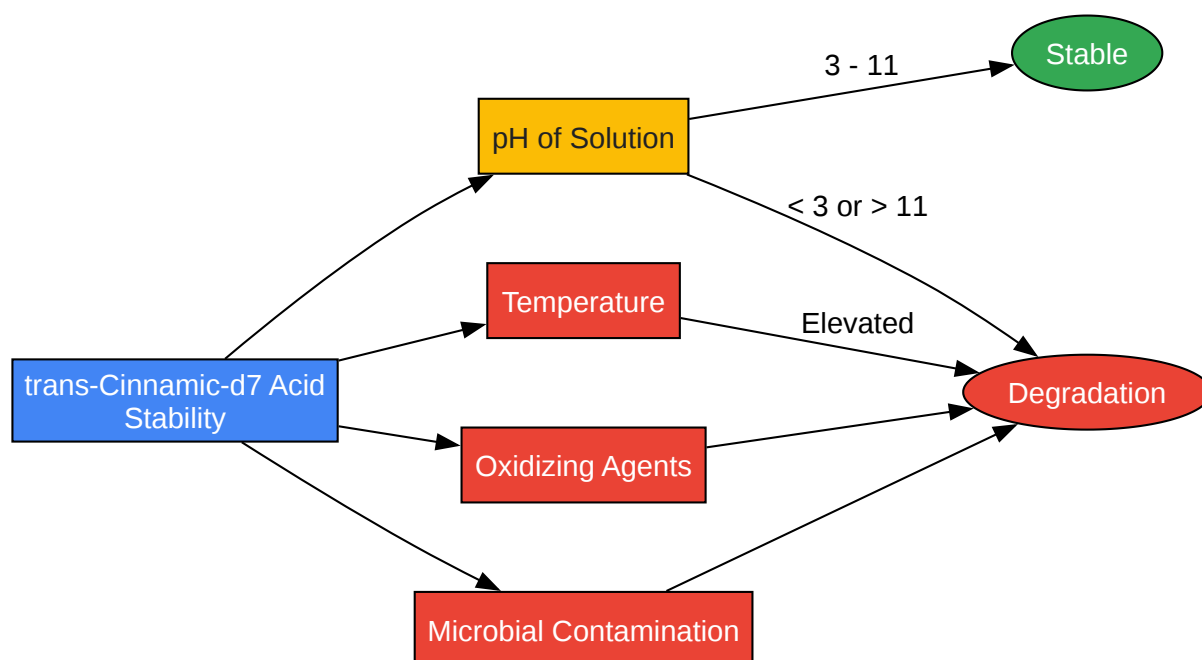 Stable
3 - 11
pH of Solution
< 3 or > 11
Temperature
Elevated
trans-Cinnamic-d7 Acid
Stability
Degradation
Oxidizing Agents
Microbial Contamination